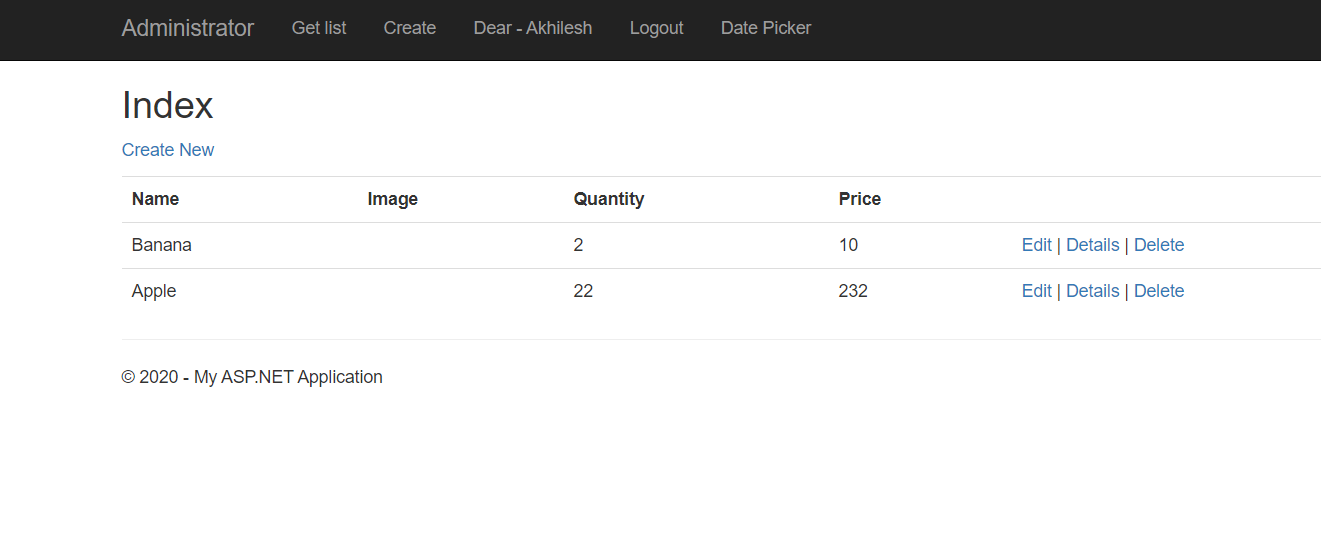 Administrator Get list Create Dear - Akhilesh Logout Date Picker
Index
Create New
Name Image Quantity Price
Banana 2 10 Edit | Details | Delete
Apple 22 232 Edit | Details | Delete
© 2020 - My ASP.NET Application